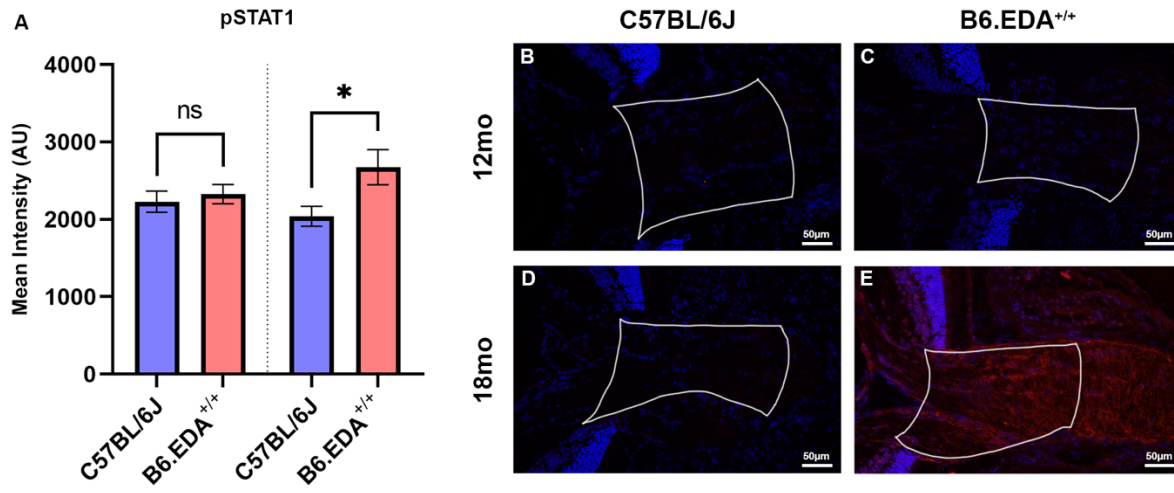 A
pSTAT1
Mean Intensity (AU)
4000
3000
2000
1000
0
ns
*
C57BL/6J
B6.EDA+/+
C57BL/6J
B6.EDA+/+
C57BL/6J
B6.EDA+/+
12mo
B
50µm
C
50µm
18mo
D
50µm
E
50µm